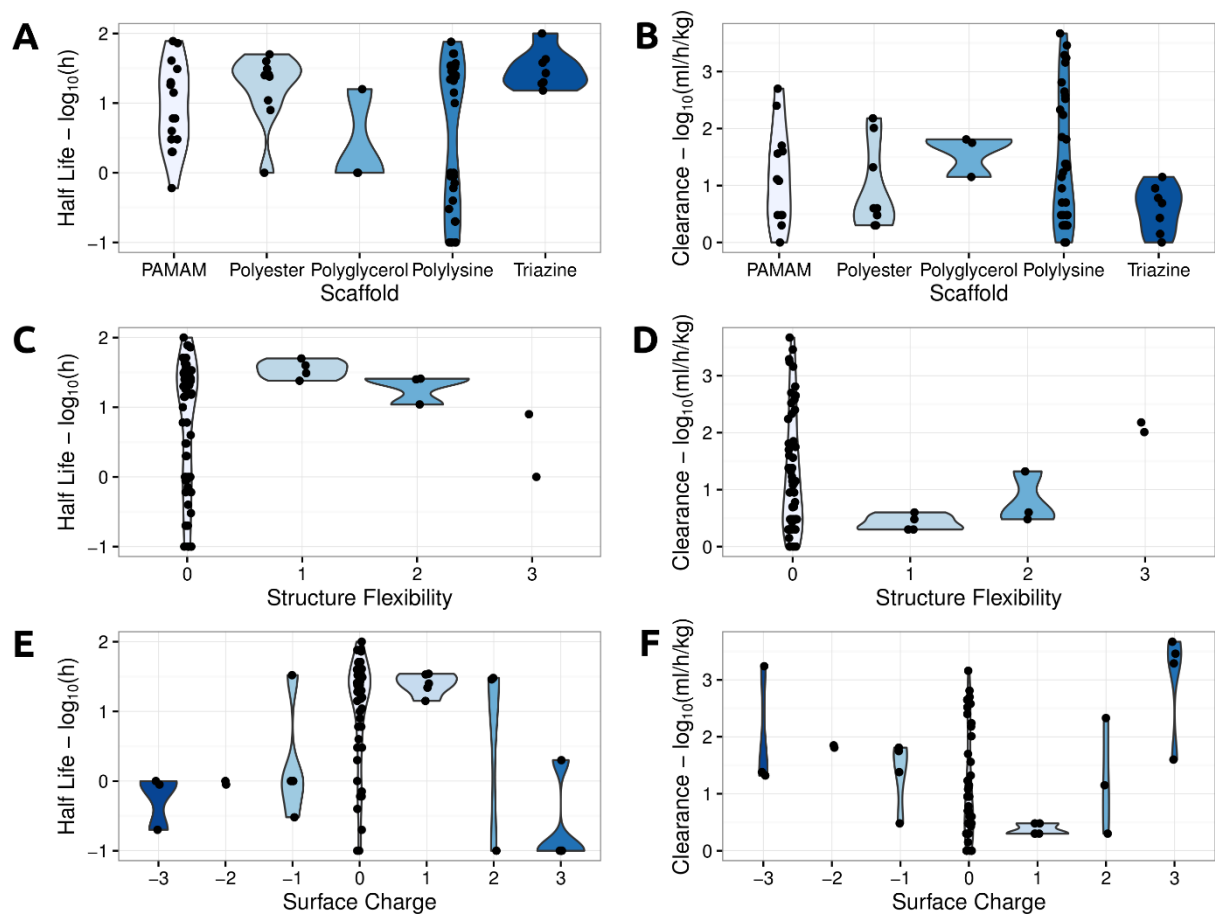 A
Half Life − log10(h)
2
1
0
−1
PAMAM Polyester Polyglycerol Polylysine Triazine
Scaffold
B
Clearance − log10(ml/h/kg)
3
2
1
0
PAMAM Polyester Polyglycerol Polylysine Triazine
Scaffold
C
Half Life − log10(h)
2
1
0
−1
0 1 2 3
Structure Flexibility
D
Clearance − log10(ml/h/kg)
3
2
1
0
0 1 2 3
Structure Flexibility
E
Half Life − log10(h)
2
1
0
−1
−3 −2 −1 0 1 2 3
Surface Charge
F
Clearance − log10(ml/h/kg)
3
2
1
0
−3 −2 −1 0 1 2 3
Surface Charge